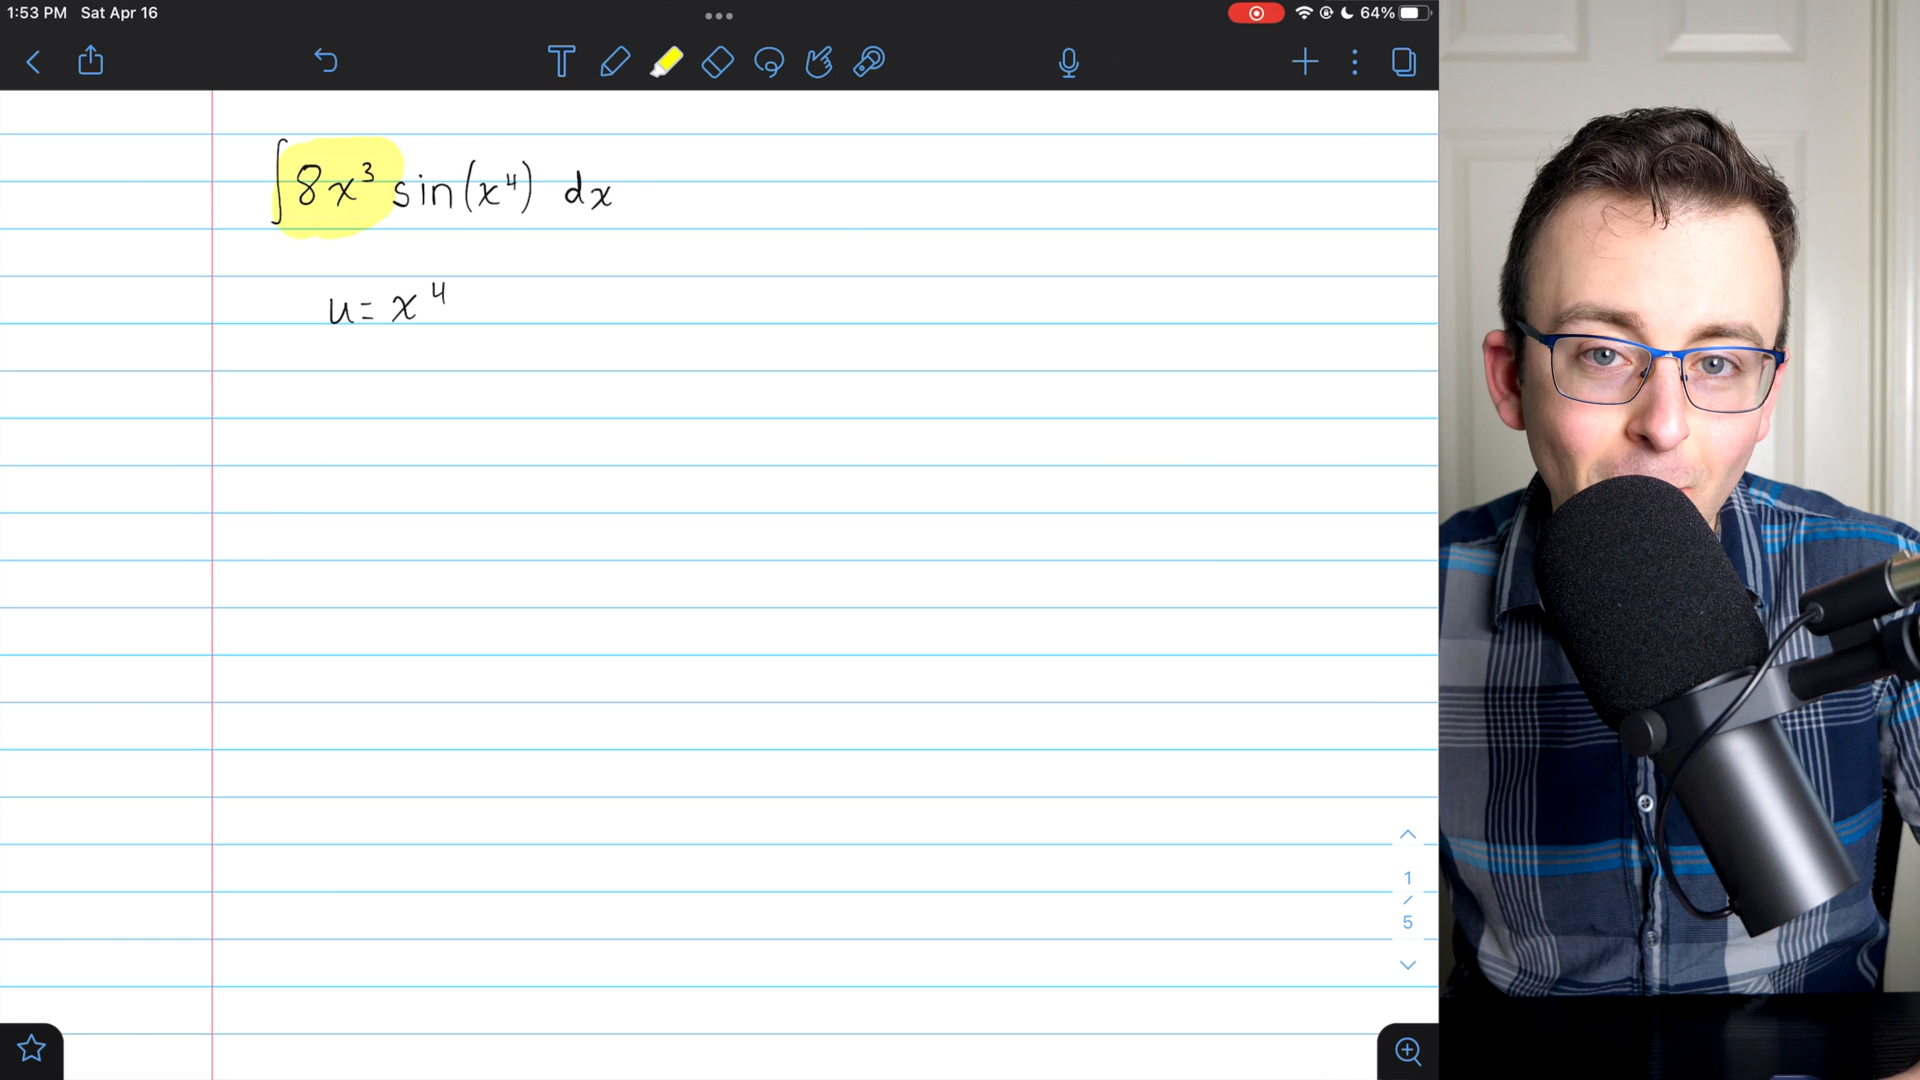 1:53 PM Sat Apr 16
64%
∫8x³ sin(x⁴) dx
u= x⁴
1
/
5